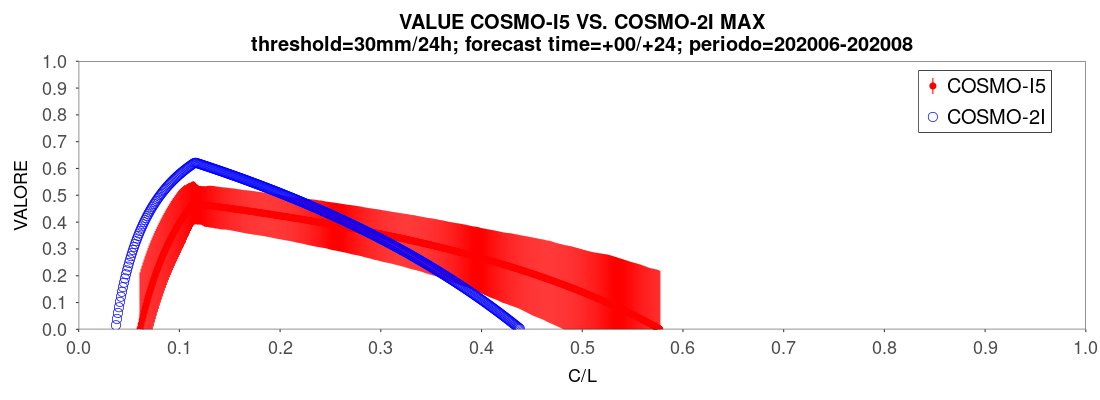 VALUE COSMO-I5 VS. COSMO-2I MAX
threshold=30mm/24h; forecast time=+00/+24; periodo=202006-202008
COSMO-I5
COSMO-2I
VALORE
1.0
0.9
0.8
0.7
0.6
0.5
0.4
0.3
0.2
0.1
0.0
0.0 0.1 0.2 0.3 0.4 0.5 0.6 0.7 0.8 0.9 1.0
C/L